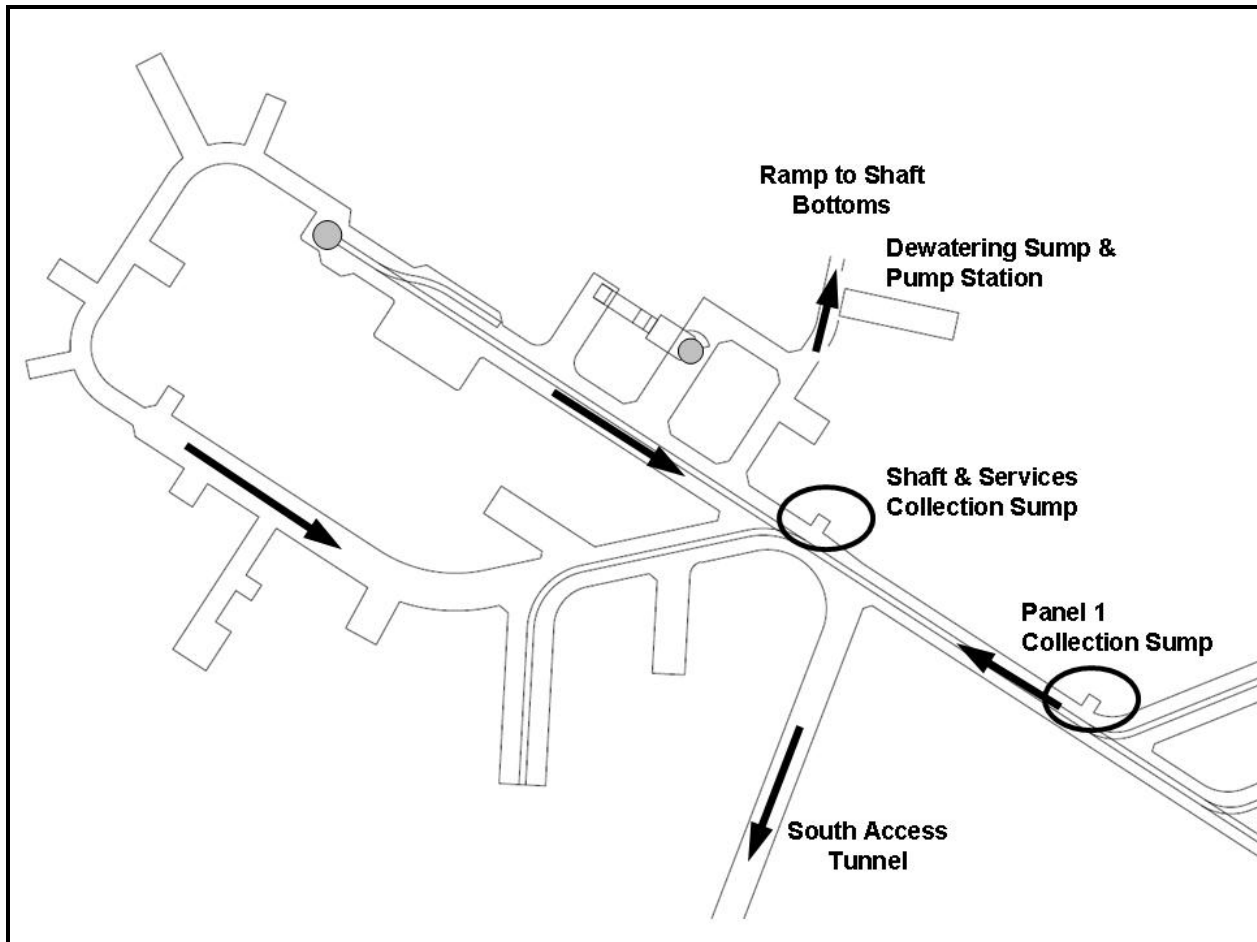 Ramp to Shaft
Bottoms
Dewatering Sump &
Pump Station
Shaft & Services
Collection Sump
Panel 1
Collection Sump
South Access
Tunnel